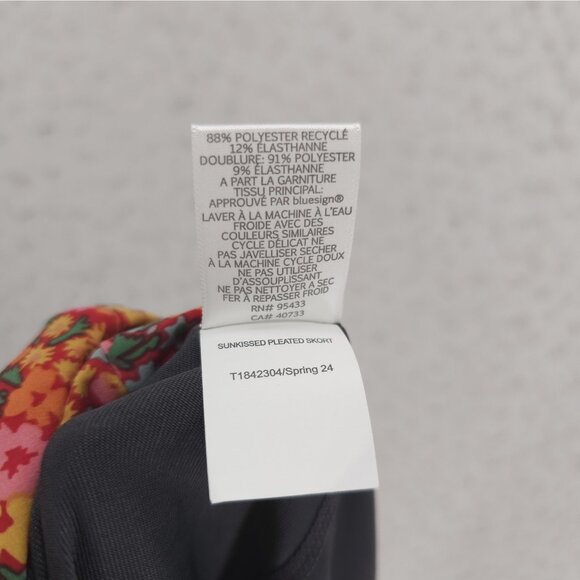 88% POLYESTER RECYCLÉ
12% ÉLASTHANNE
DOUBLURE: 91% POLYESTER
9% ÉLASTHANNE
A PART LA GARNITURE
TISSU PRINCIPAL:
APPROUVÉ PAR bluesign®
LAVER À LA MACHINE À L'EAU
FROIDE AVEC DES
COULEURS SIMILAIRES
CYCLE DÉLICAT NE
PAS JAVELLISER SÉCHER
À LA MACHINE CYCLE DOUX
NE PAS UTILISER
D'ASSOUPLISSANT
NE PAS NETTOYER A SEC
FER À REPASSER FROID
RN# 95433
CA# 40733
SUNKISSED PLEATED SKORT
T1842304/Spring 24